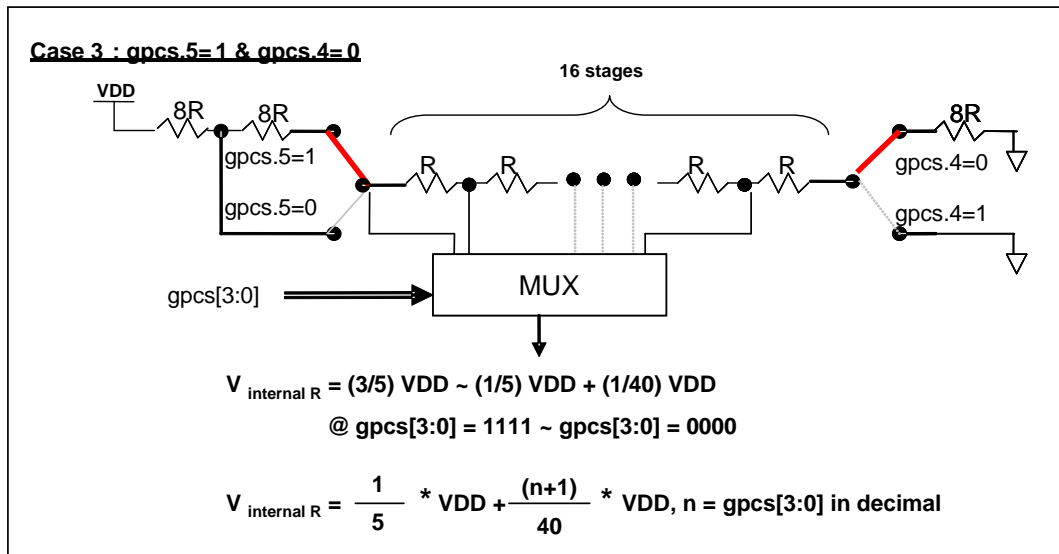 Case 3 : gpcs.5=1 & gpcs.4=0
16 stages
VDD
8R
8R
8R
gpcs.5=1
gpcs.4=0
R
R
R
R
gpcs.5=0
gpcs.4=1
MUX
gpcs[3:0]
V internal R = (3/5) VDD ~ (1/5) VDD + (1/40) VDD
@ gpcs[3:0] = 1111 ~ gpcs[3:0] = 0000
V internal R = 1/5 * VDD + (n+1)/40 * VDD, n = gpcs[3:0] in decimal